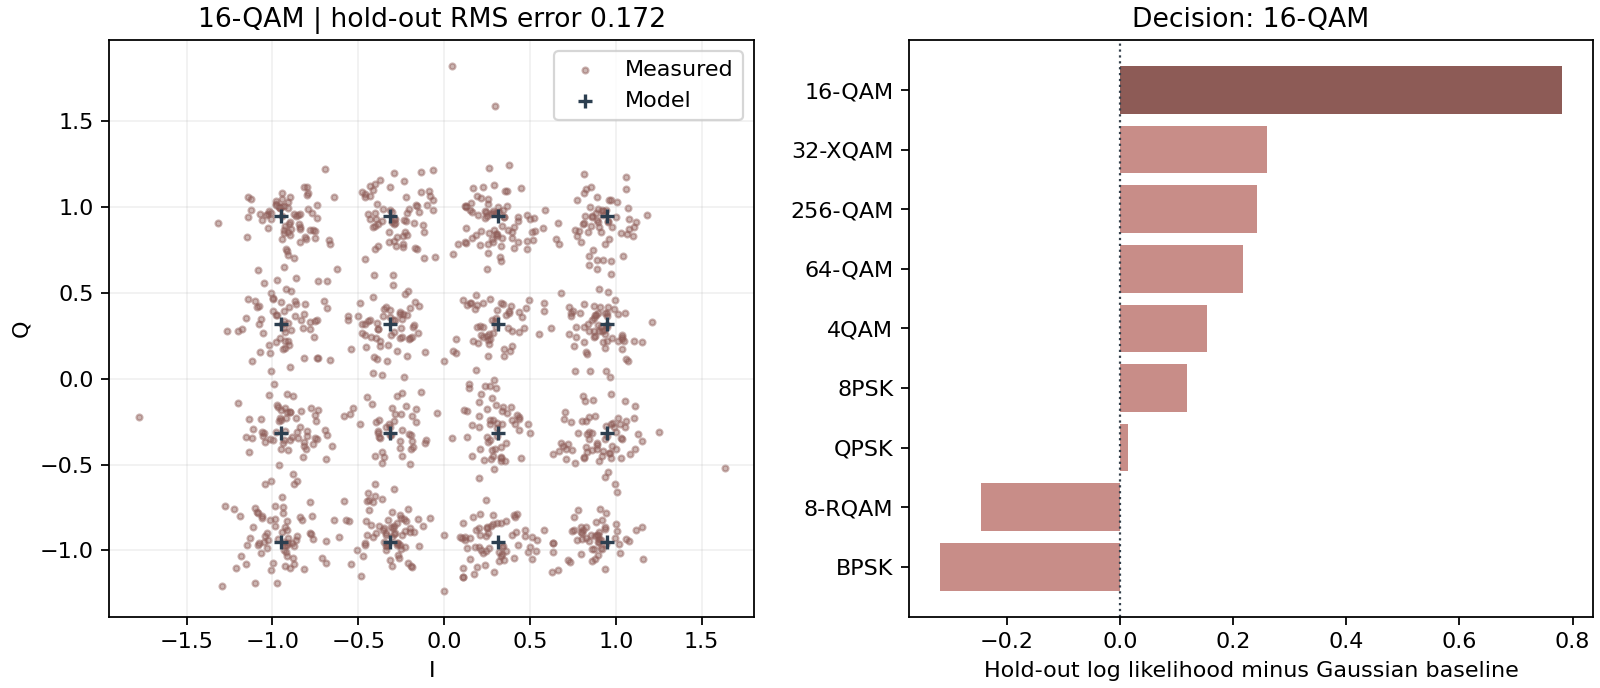 16-QAM | hold-out RMS error 0.172
Measured
Model
1.5
1.0
0.5
0.0
−0.5
−1.0
Q
−1.5
−1.0
−0.5
0.0
0.5
1.0
1.5
I
Decision: 16-QAM
16-QAM
32-XQAM
256-QAM
64-QAM
4QAM
8PSK
QPSK
8-RQAM
BPSK
−0.2
0.0
0.2
0.4
0.6
0.8
Hold-out log likelihood minus Gaussian baseline